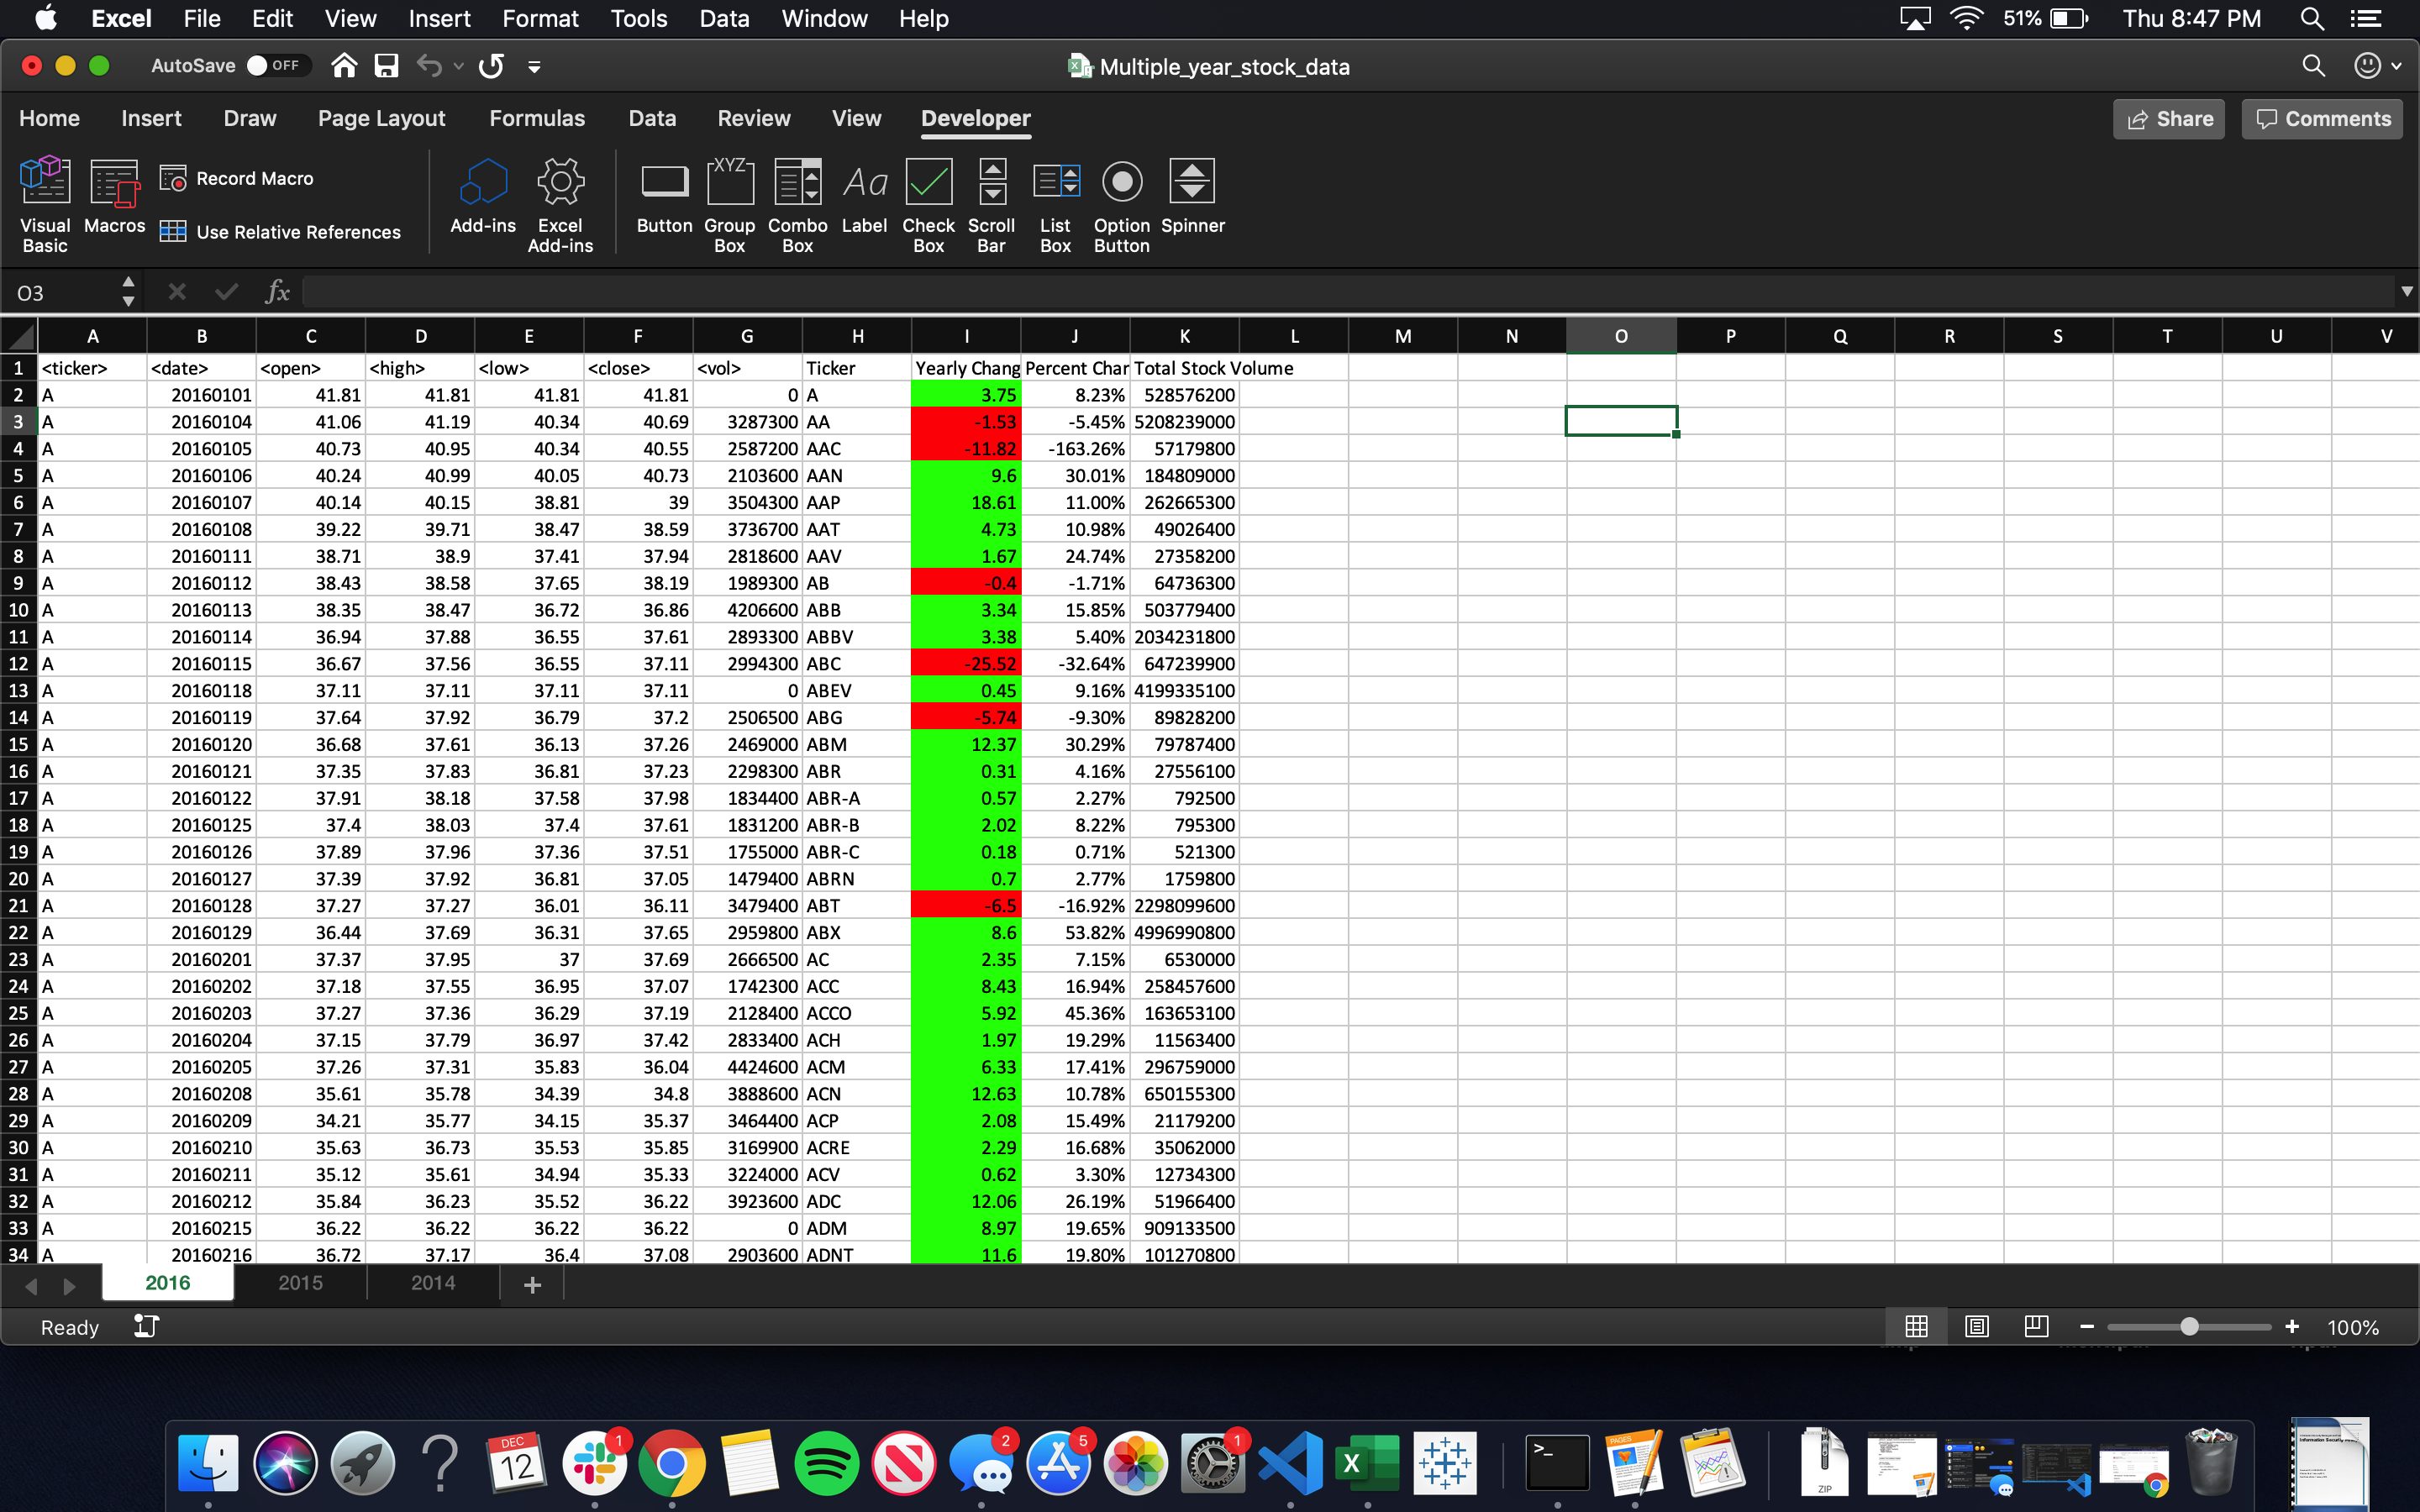 Excel File Edit View Insert Format Tools Data Window Help 51% Thu 8:47 PM
AutoSave OFF Multiple_year_stock_data
Home Insert Draw Page Layout Formulas Data Review View Developer Share Comments
Visual Basic Macros Record Macro Use Relative References Add-ins Excel Add-ins Button Group Box Combo Box Label Check Box Scroll Bar List Box Option Button Spinner
XYZ Aa
O3 fx
A B C D E F G H I J K L M N O P Q R S T U V
1 <ticker> <date> <open> <high> <low> <close> <vol> Ticker Yearly Chang Percent Char Total Stock Volume
2 A 20160101 41.81 41.81 41.81 41.81 0 A 3.75 8.23% 528576200
3 A 20160104 41.06 41.19 40.34 40.69 3287300 AA -1.53 -5.45% 5208239000
4 A 20160105 40.73 40.95 40.34 40.55 2587200 AAC -11.82 -163.26% 57179800
5 A 20160106 40.24 40.99 40.05 40.73 2103600 AAN 9.6 30.01% 184809000
6 A 20160107 40.14 40.15 38.81 39 3504300 AAP 18.61 11.00% 262665300
7 A 20160108 39.22 39.71 38.47 38.59 3736700 AAT 4.73 10.98% 49026400
8 A 20160111 38.71 38.9 37.41 37.94 2818600 AAV 1.67 24.74% 27358200
9 A 20160112 38.43 38.58 37.65 38.19 1989300 AB -0.4 -1.71% 64736300
10 A 20160113 38.35 38.47 36.72 36.86 4206600 ABB 3.34 15.85% 503779400
11 A 20160114 36.94 37.88 36.55 37.61 2893300 ABBV 3.38 5.40% 2034231800
12 A 20160115 36.67 37.56 36.55 37.11 2994300 ABC -25.52 -32.64% 647239900
13 A 20160118 37.11 37.11 37.11 37.11 0 ABEV 0.45 9.16% 4199335100
14 A 20160119 37.64 37.92 36.79 37.2 2506500 ABG -5.74 -9.30% 89828200
15 A 20160120 36.68 37.61 36.13 37.26 2469000 ABM 12.37 30.29% 79787400
16 A 20160121 37.35 37.83 36.81 37.23 2298300 ABR 0.31 4.16% 27556100
17 A 20160122 37.91 38.18 37.58 37.98 1834400 ABR-A 0.57 2.27% 792500
18 A 20160125 37.4 38.03 37.4 37.61 1831200 ABR-B 2.02 8.22% 795300
19 A 20160126 37.89 37.96 37.36 37.51 1755000 ABR-C 0.18 0.71% 521300
20 A 20160127 37.39 37.92 36.81 37.05 1479400 ABRN 0.7 2.77% 1759800
21 A 20160128 37.27 37.27 36.01 36.11 3479400 ABT -6.5 -16.92% 2298099600
22 A 20160129 36.44 37.69 36.31 37.65 2959800 ABX 8.6 53.82% 4996990800
23 A 20160201 37.37 37.95 37 37.69 2666500 AC 2.35 7.15% 6530000
24 A 20160202 37.18 37.55 36.95 37.07 1742300 ACC 8.43 16.94% 258457600
25 A 20160203 37.27 37.36 36.29 37.19 2128400 ACCO 5.92 45.36% 163653100
26 A 20160204 37.15 37.79 36.97 37.42 2833400 ACH 1.97 19.29% 11563400
27 A 20160205 37.26 37.31 35.83 36.04 4424600 ACM 6.33 17.41% 296759000
28 A 20160208 35.61 35.78 34.39 34.8 3888600 ACN 12.63 10.78% 650155300
29 A 20160209 34.21 35.77 34.15 35.37 3464400 ACP 2.08 15.49% 21179200
30 A 20160210 35.63 36.73 35.53 35.85 3169900 ACRE 2.29 16.68% 35062000
31 A 20160211 35.12 35.61 34.94 35.33 3224000 ACV 0.62 3.30% 12734300
32 A 20160212 35.84 36.23 35.52 36.22 3923600 ADC 12.06 26.19% 51966400
33 A 20160215 36.22 36.22 36.22 36.22 0 ADM 8.97 19.65% 909133500
34 A 20160216 36.72 37.17 36.4 37.08 2903600 ADNT 11.6 19.80% 101270800
2016 2015 2014 +
Ready 100%
DEC 12 1 2 5 1 X >_ PAGES ZIP